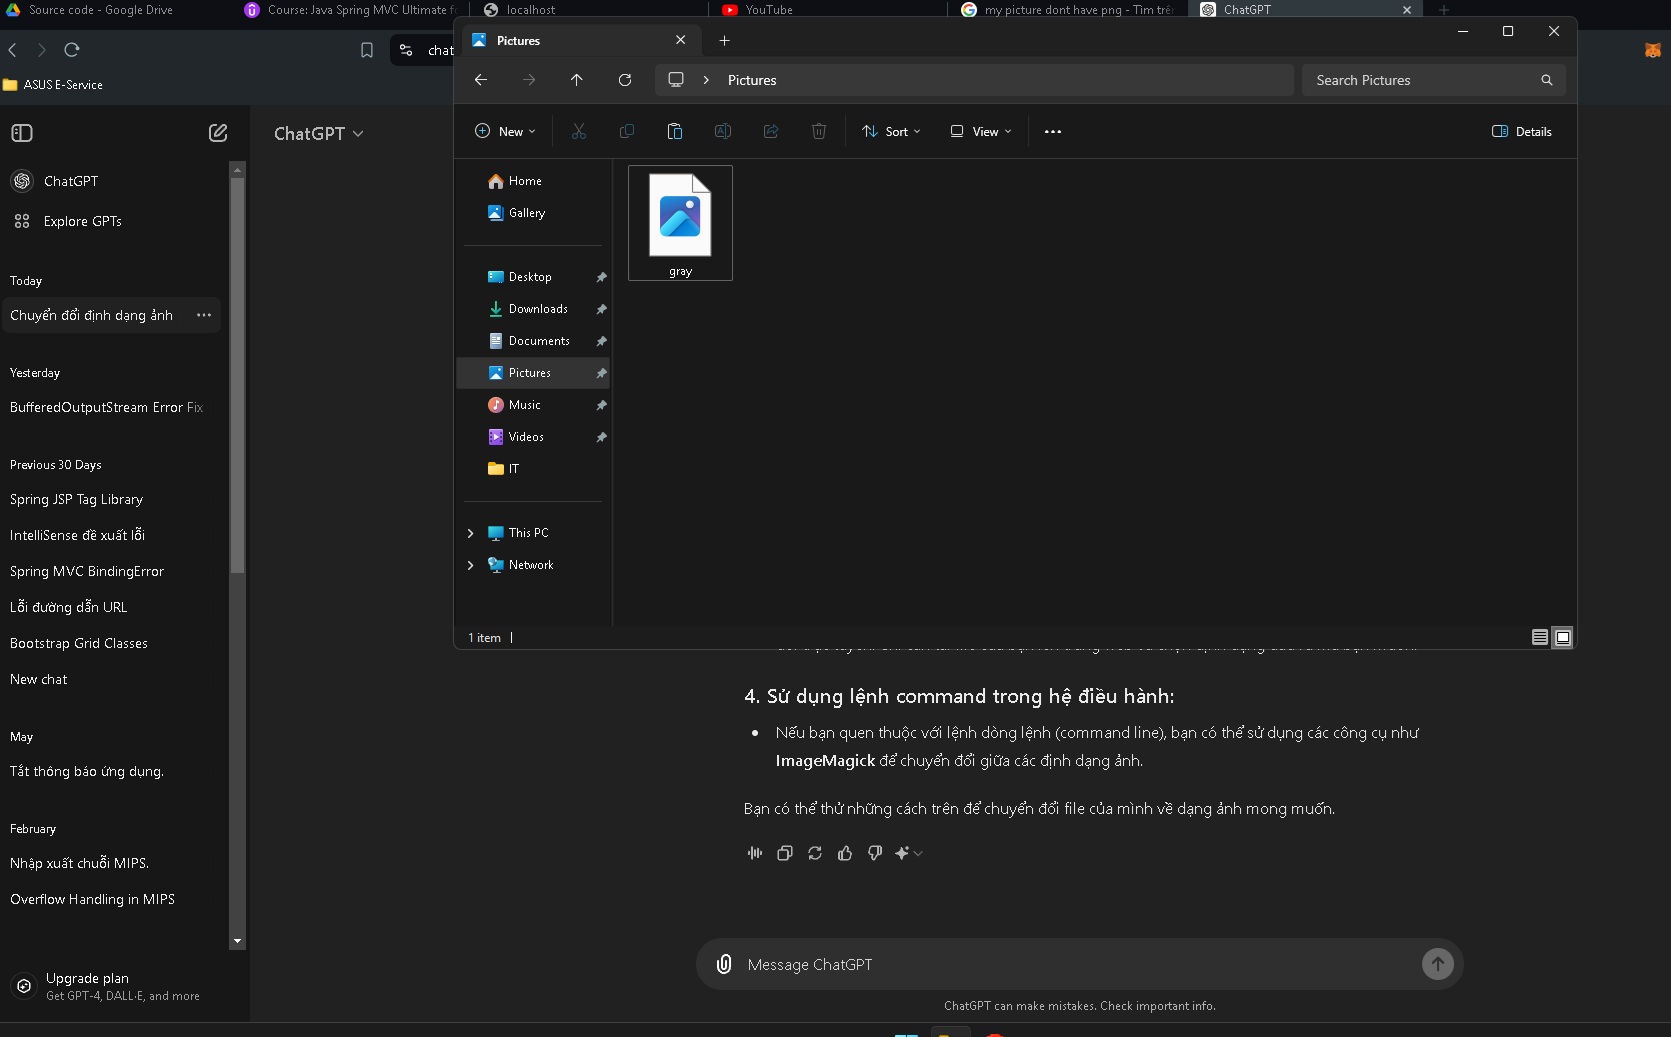 Source code - Google Drive
Course: Java Spring MVC Ultimate fo
localhost
YouTube
my picture dont have png - Tìm trên
ChatGPT
chat
ASUS E-Service
Pictures
Pictures
Search Pictures
New
Sort
View
Details
Home
Gallery
Desktop
Downloads
Documents
Pictures
Music
Videos
IT
This PC
Network
gray
1 item
ChatGPT
ChatGPT
Explore GPTs
Today
Chuyển đổi định dạng ảnh
Yesterday
BufferedOutputStream Error Fix
Previous 30 Days
Spring JSP Tag Library
IntelliSense đề xuất lỗi
Spring MVC BindingError
Lỗi đường dẫn URL
Bootstrap Grid Classes
New chat
May
Tắt thông báo ứng dụng.
February
Nhập xuất chuỗi MIPS.
Overflow Handling in MIPS
Upgrade plan
Get GPT-4, DALL·E, and more
4. Sử dụng lệnh command trong hệ điều hành:
Nếu bạn quen thuộc với lệnh dòng lệnh (command line), bạn có thể sử dụng các công cụ như
ImageMagick để chuyển đổi giữa các định dạng ảnh.
Bạn có thể thử những cách trên để chuyển đổi file của mình về dạng ảnh mong muốn.
Message ChatGPT
ChatGPT can make mistakes. Check important info.